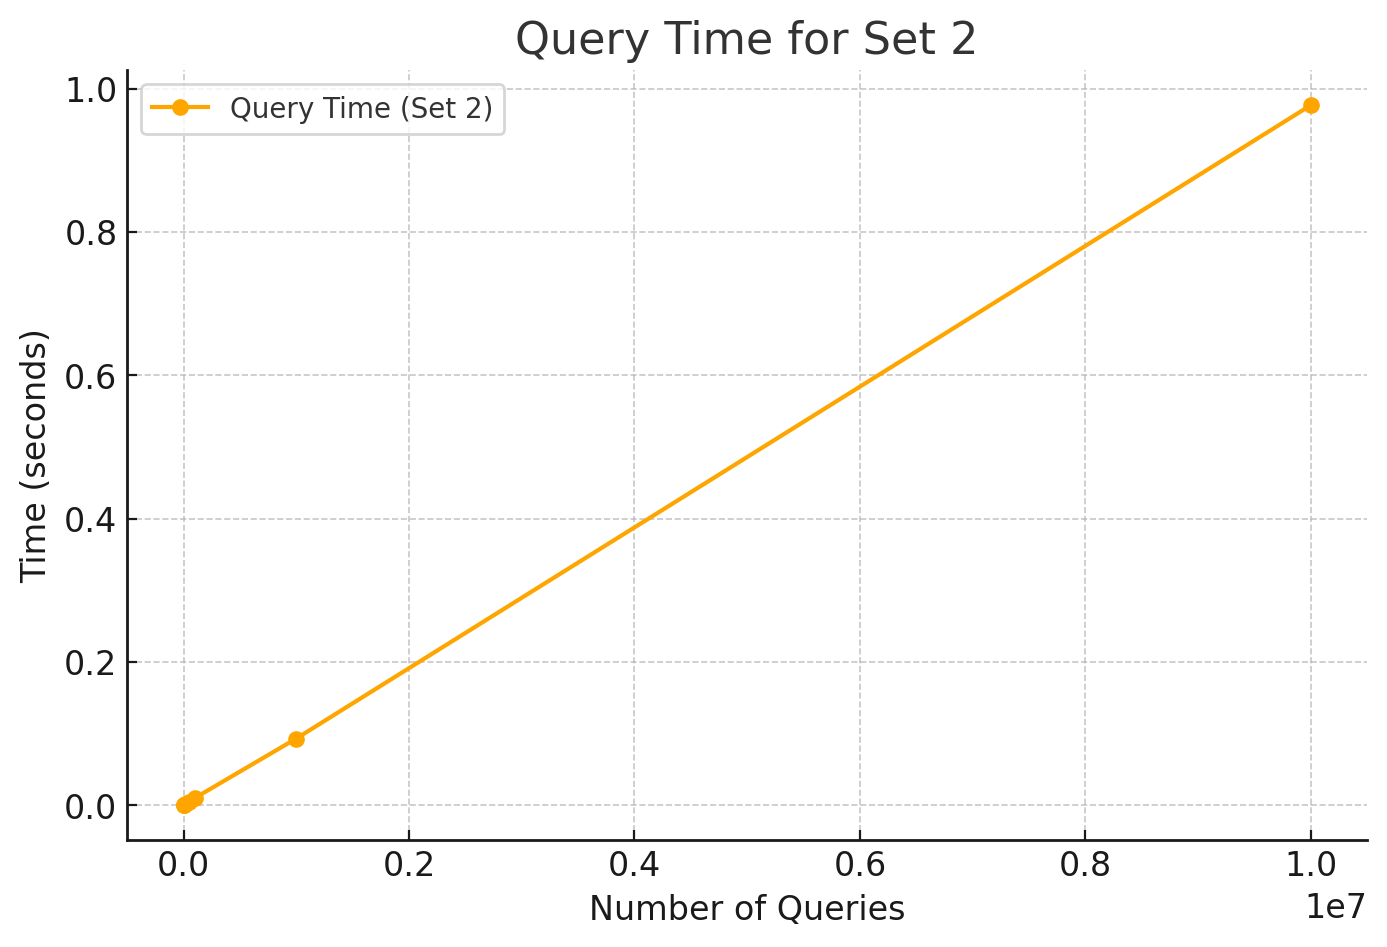 Query Time for Set 2
Query Time (Set 2)
1.0
0.8
0.6
0.4
0.2
0.0
Time (seconds)
0.0 0.2 0.4 0.6 0.8 1.0
1e7
Number of Queries